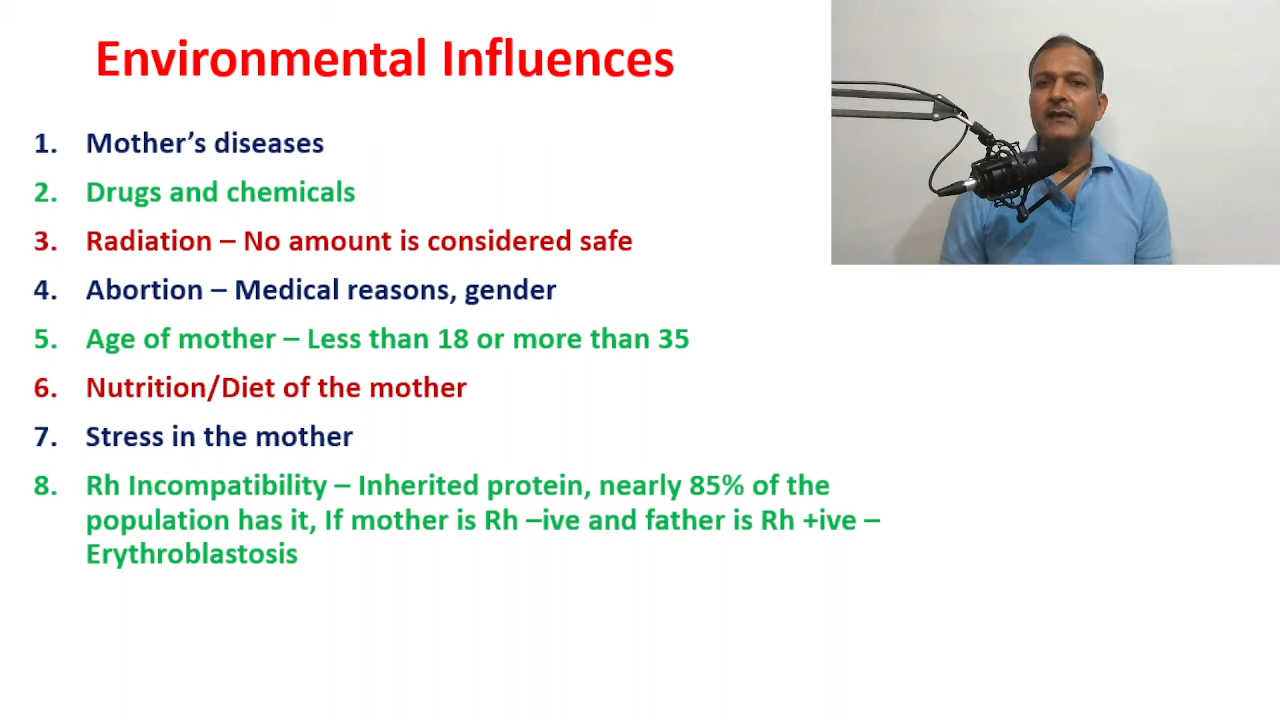 Environmental Influences
1. Mother’s diseases
2. Drugs and chemicals
3. Radiation – No amount is considered safe
4. Abortion – Medical reasons, gender
5. Age of mother – Less than 18 or more than 35
6. Nutrition/Diet of the mother
7. Stress in the mother
8. Rh Incompatibility – Inherited protein, nearly 85% of the
population has it, If mother is Rh –ive and father is Rh +ive –
Erythroblastosis